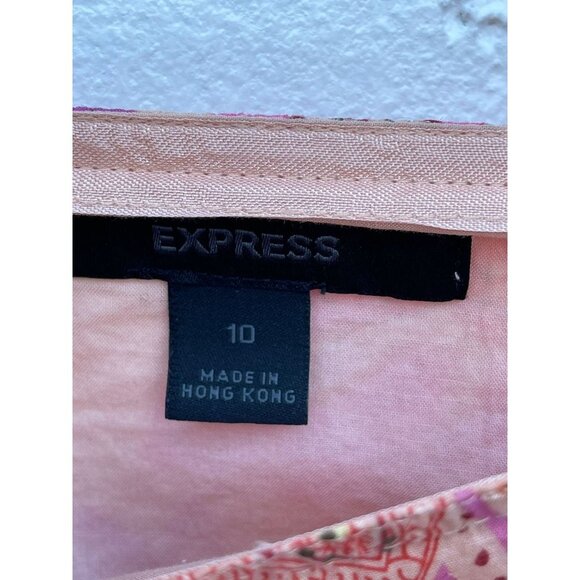 EXPRESS
10
MADE IN
HONG KONG